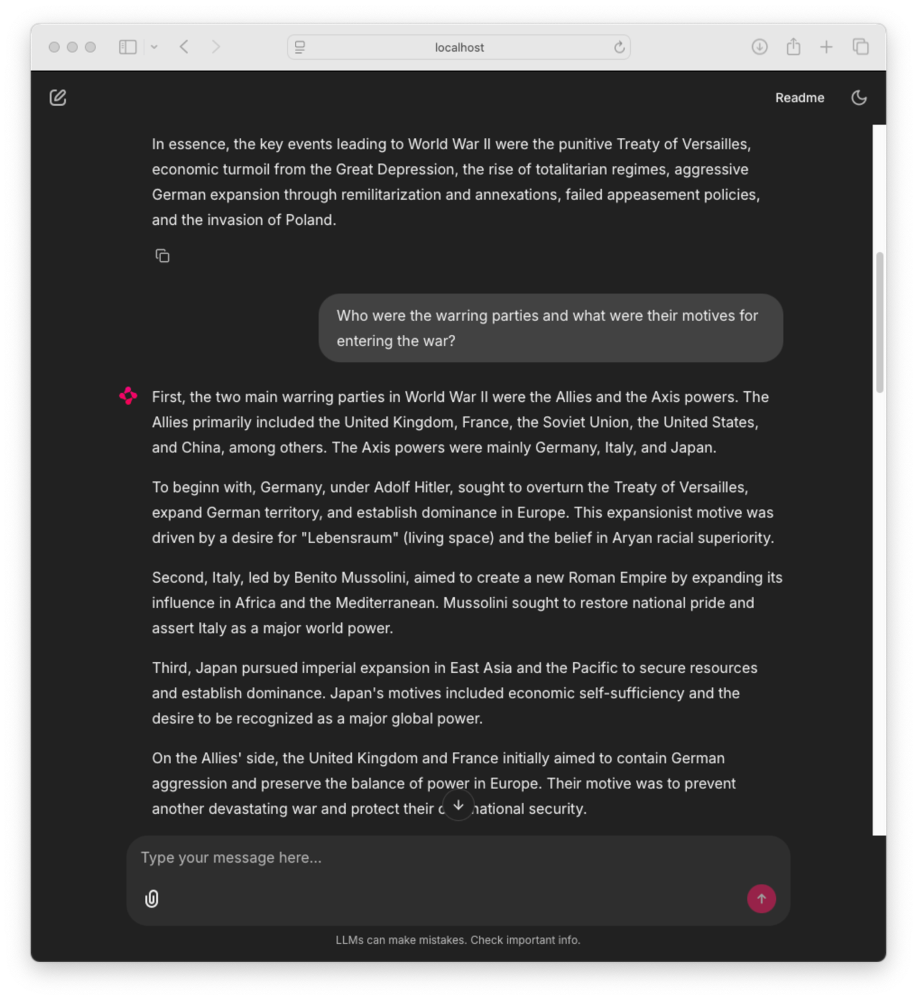 localhost
Readme
In essence, the key events leading to World War II were the punitive Treaty of Versailles,
economic turmoil from the Great Depression, the rise of totalitarian regimes, aggressive
German expansion through remilitarization and annexations, failed appeasement policies,
and the invasion of Poland.
Who were the warring parties and what were their motives for
entering the war?
First, the two main warring parties in World War II were the Allies and the Axis powers. The
Allies primarily included the United Kingdom, France, the Soviet Union, the United States,
and China, among others. The Axis powers were mainly Germany, Italy, and Japan.
To beginn with, Germany, under Adolf Hitler, sought to overturn the Treaty of Versailles,
expand German territory, and establish dominance in Europe. This expansionist motive was
driven by a desire for "Lebensraum" (living space) and the belief in Aryan racial superiority.
Second, Italy, led by Benito Mussolini, aimed to create a new Roman Empire by expanding its
influence in Africa and the Mediterranean. Mussolini sought to restore national pride and
assert Italy as a major world power.
Third, Japan pursued imperial expansion in East Asia and the Pacific to secure resources
and establish dominance. Japan's motives included economic self-sufficiency and the
desire to be recognized as a major global power.
On the Allies' side, the United Kingdom and France initially aimed to contain German
aggression and preserve the balance of power in Europe. Their motive was to prevent
another devastating war and protect their national security.
Type your message here...
LLMs can make mistakes. Check important info.